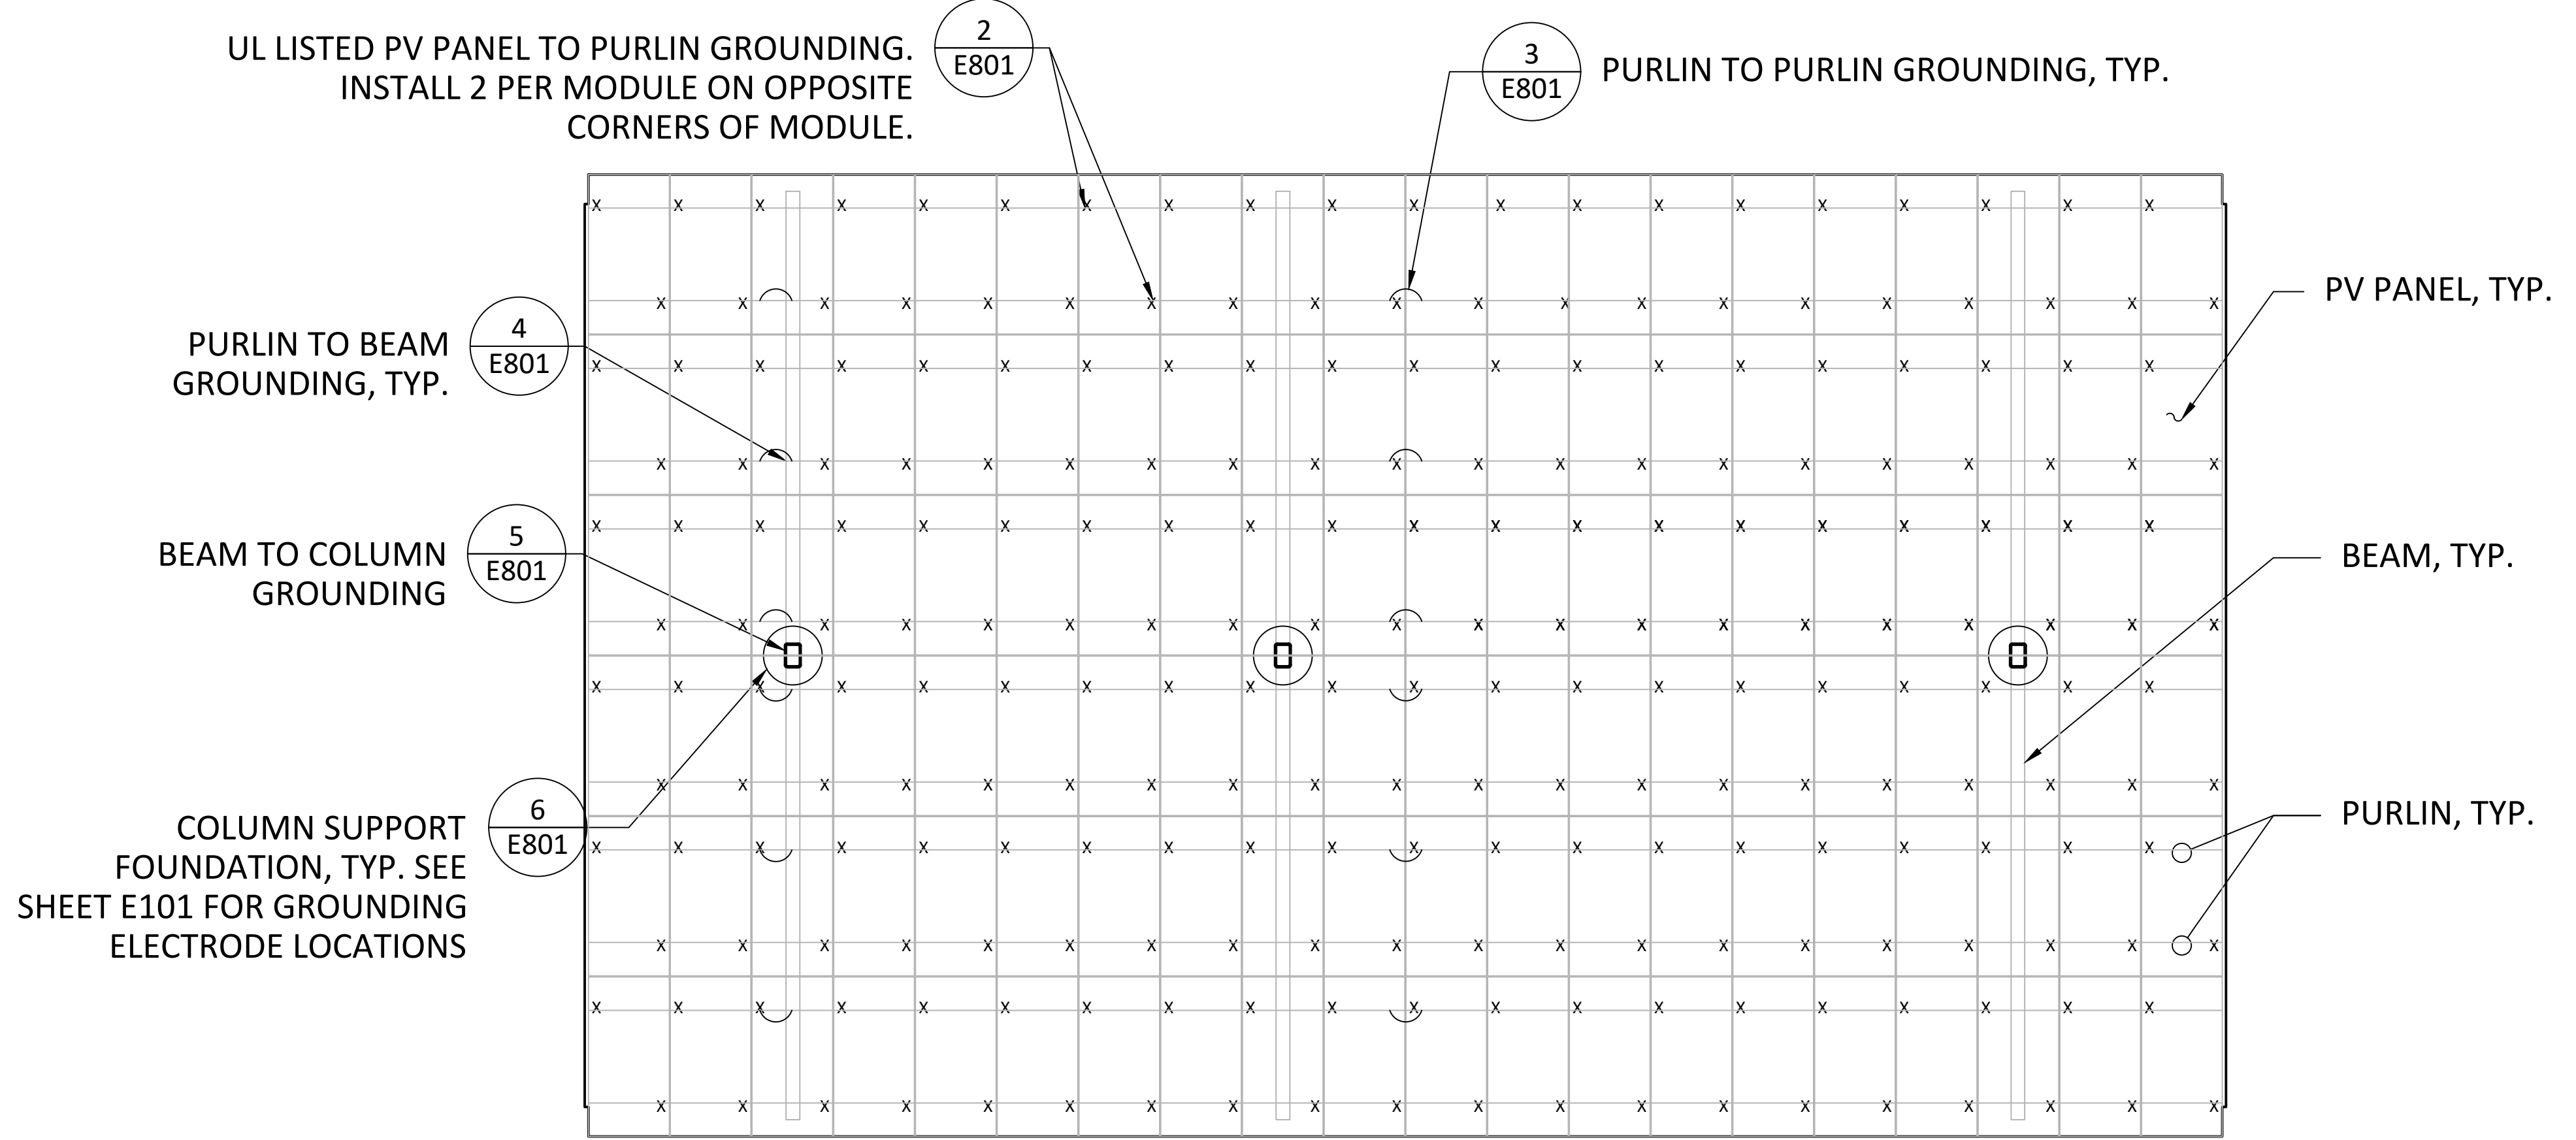 UL LISTED PV PANEL TO PURLIN GROUNDING.
INSTALL 2 PER MODULE ON OPPOSITE
CORNERS OF MODULE.
2
E801
3
E801
PURLIN TO PURLIN GROUNDING, TYP.
PV PANEL, TYP.
PURLIN TO BEAM
GROUNDING, TYP.
4
E801
BEAM TO COLUMN
GROUNDING
5
E801
BEAM, TYP.
COLUMN SUPPORT
FOUNDATION, TYP. SEE
SHEET E101 FOR GROUNDING
ELECTRODE LOCATIONS
6
E801
PURLIN, TYP.